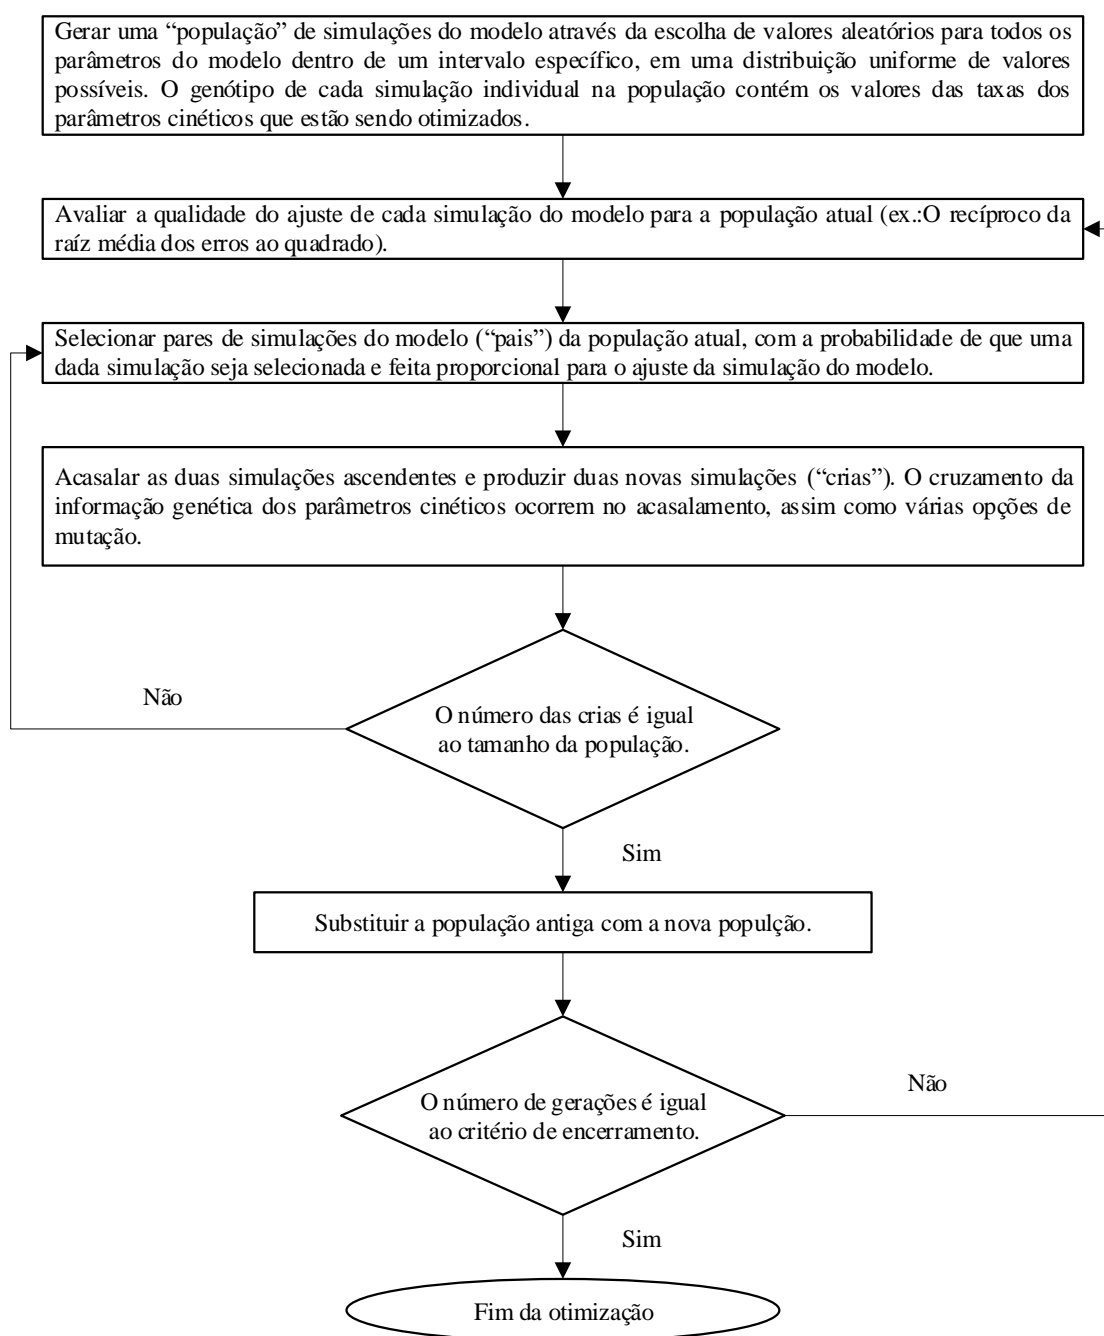 Gerar uma “população” de simulações do modelo através da escolha de valores aleatórios para todos os
parâmetros do modelo dentro de um intervalo específico, em uma distribuição uniforme de valores
possíveis. O genótipo de cada simulação individual na população contém os valores das taxas dos
parâmetros cinéticos que estão sendo otimizados.
Avaliar a qualidade do ajuste de cada simulação do modelo para a população atual (ex.:O recíproco da
raíz média dos erros ao quadrado).
Selecionar pares de simulações do modelo (“pais”) da população atual, com a probabilidade de que uma
dada simulação seja selecionada e feita proporcional para o ajuste da simulação do modelo.
Acasalar as duas simulações ascendentes e produzir duas novas simulações (“crias”). O cruzamento da
informação genética dos parâmetros cinéticos ocorrem no acasalamento, assim como várias opções de
mutação.
Não
O número das crias é igual
ao tamanho da população.
Sim
Substituir a população antiga com a nova populção.
Não
O número de gerações é igual
ao critério de encerramento.
Sim
Fim da otimização